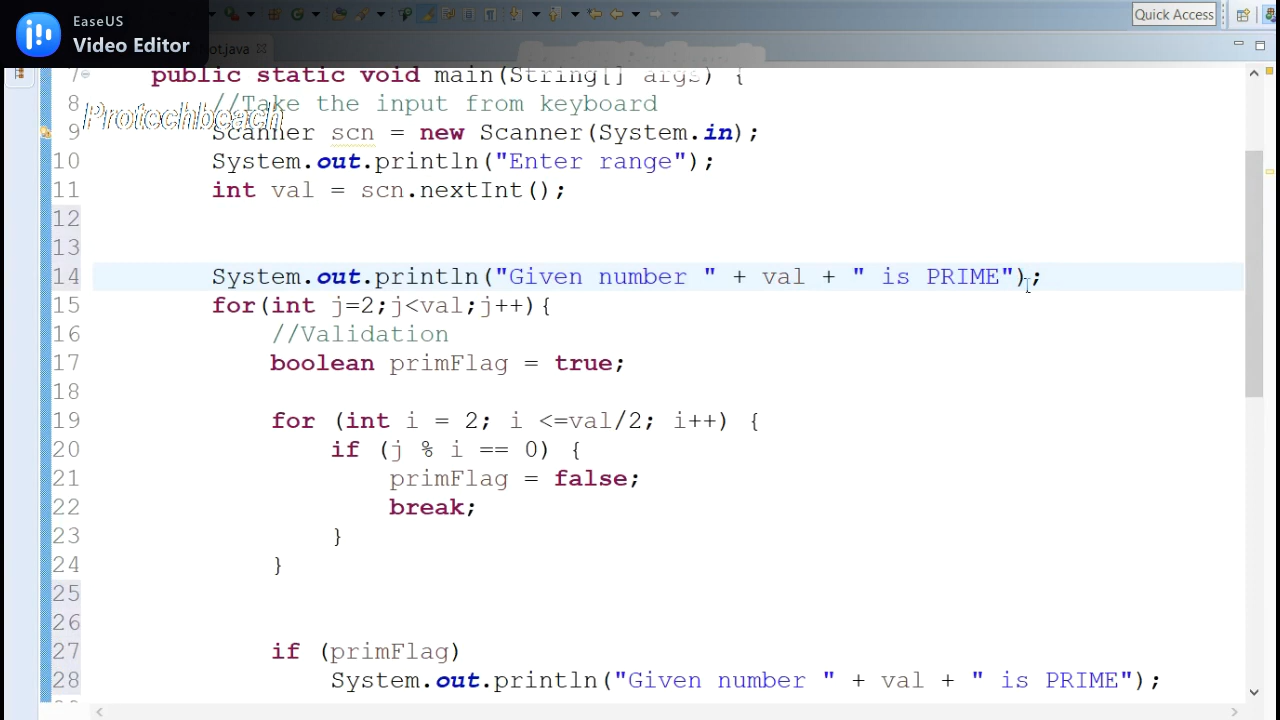 EaseUS
Video Editor
Quick Access
.java
Protechbeach
7 public static void main(String[] args) {
8 //Take the input from keyboard
9 Scanner scn = new Scanner(System.in);
10 System.out.println("Enter range");
11 int val = scn.nextInt();
12
13
14 System.out.println("Given number " + val + " is PRIME");
15 for(int j=2;j<val;j++){
16 //Validation
17 boolean primFlag = true;
18
19 for (int i = 2; i <=val/2; i++) {
20 if (j % i == 0) {
21 primFlag = false;
22 break;
23 }
24 }
25
26
27 if (primFlag)
28 System.out.println("Given number " + val + " is PRIME");